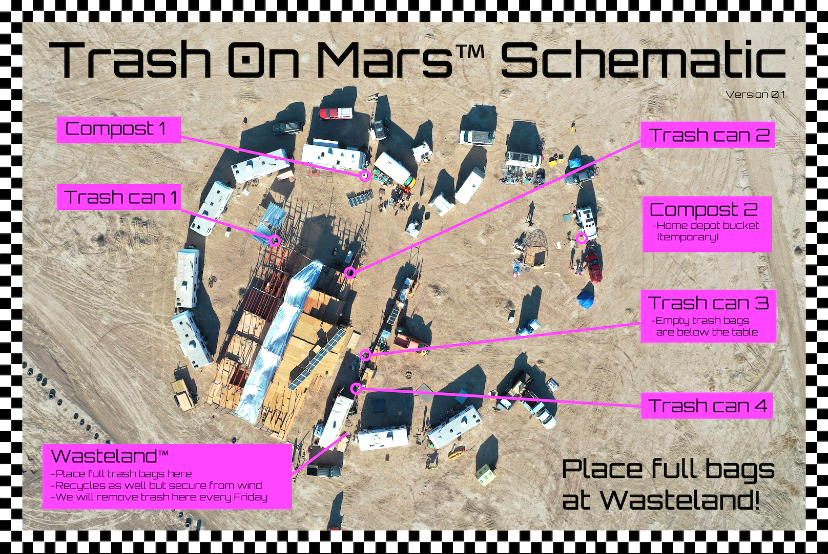 Trash On Mars™ Schematic
Version 0.1
Compost 1
Trash can 1
Trash can 2
Compost 2
-Home depot bucket
(temporary)
Trash can 3
-Empty trash bags
are below the table
Trash can 4
Wasteland™
-Place full trash bags here
-Recycles as well but secure from wind
-We will remove trash here every Friday
Place full bags
at Wasteland!